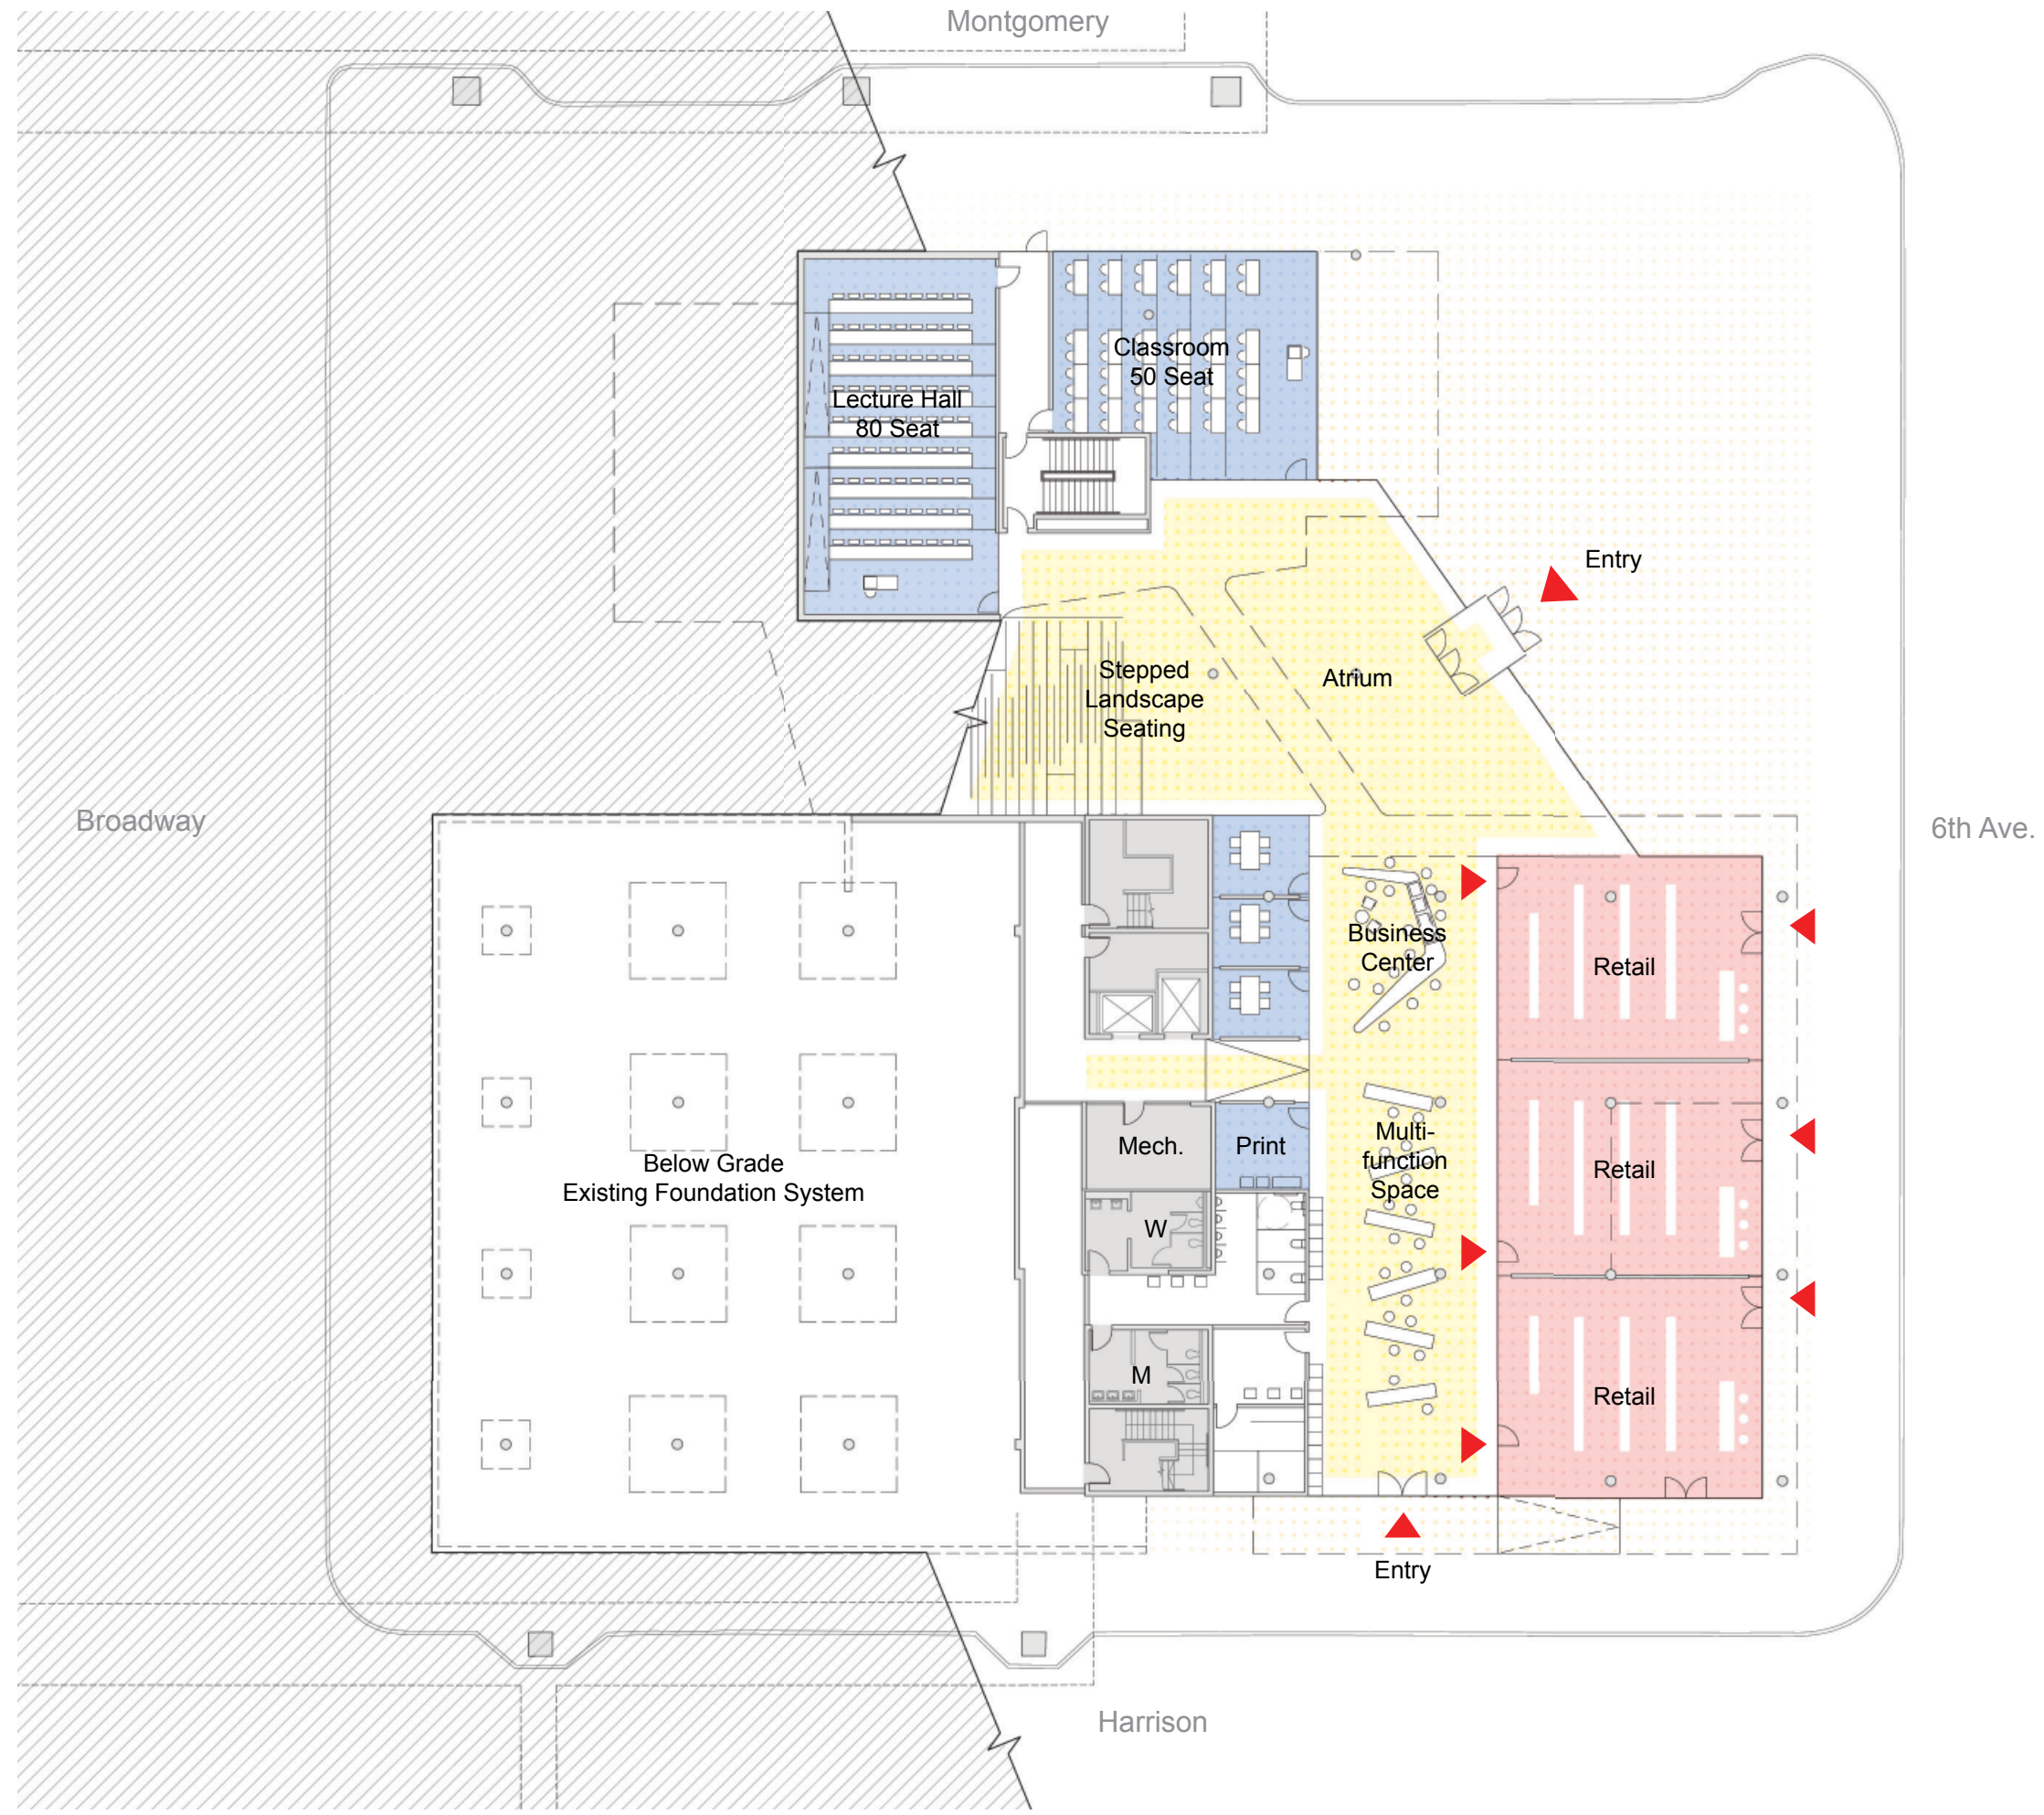 Montgomery
Classroom
50 Seat
Lecture Hall
80 Seat
Entry
Stepped
Landscape
Seating
Atrium
Broadway
6th Ave.
Business
Center
Retail
Mech.
Print
Multi-
function
Space
Retail
Below Grade
Existing Foundation System
W
M
Retail
Entry
Harrison